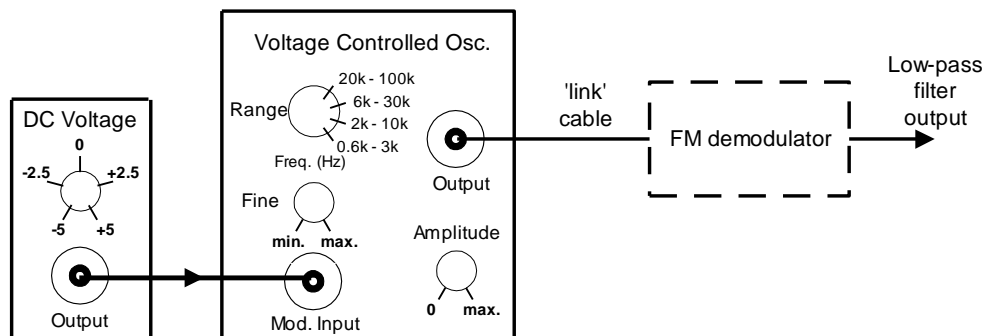 DC Voltage
0
-2.5
+2.5
-5
+5
Output
Voltage Controlled Osc.
Range
20k - 100k
6k - 30k
2k - 10k
0.6k - 3k
Freq. (Hz)
Fine
min.
max.
Mod. Input
Output
Amplitude
0
max.
'link'
cable
FM demodulator
Low-pass
filter
output